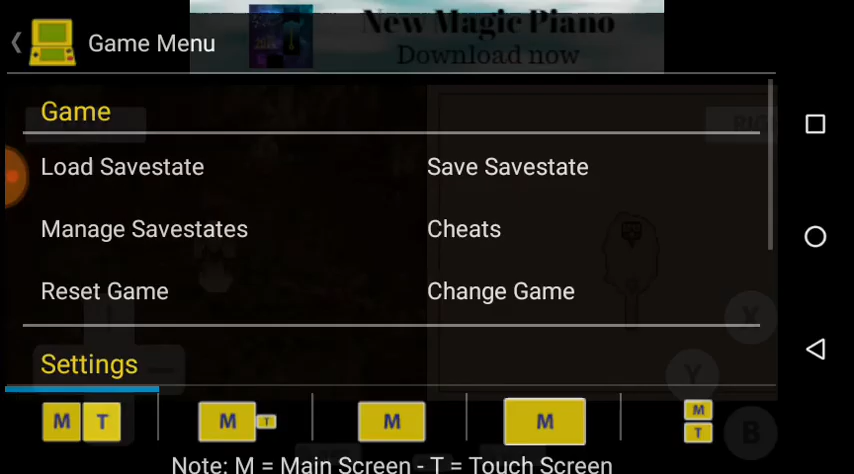 New Magic Piano
Download now
Game Menu
Game
Load Savestate
Save Savestate
Manage Savestates
Cheats
Reset Game
Change Game
Settings
X
Y
B
M T
M T
M
M
M
T
Note: M = Main Screen - T = Touch Screen